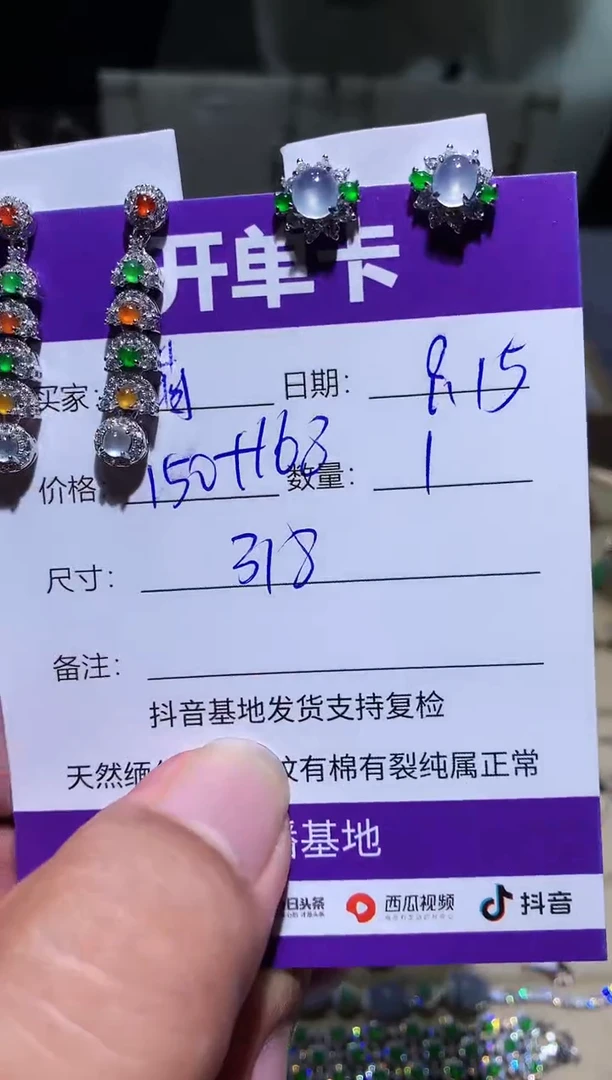 开单卡
买家: 日期: 9.15
价格: 150+168 数量: 1
尺寸: 318
备注:
抖音基地发货支持复检
天然缅 纹有棉有裂纯属正常
播基地
日头条 西瓜视频 抖音